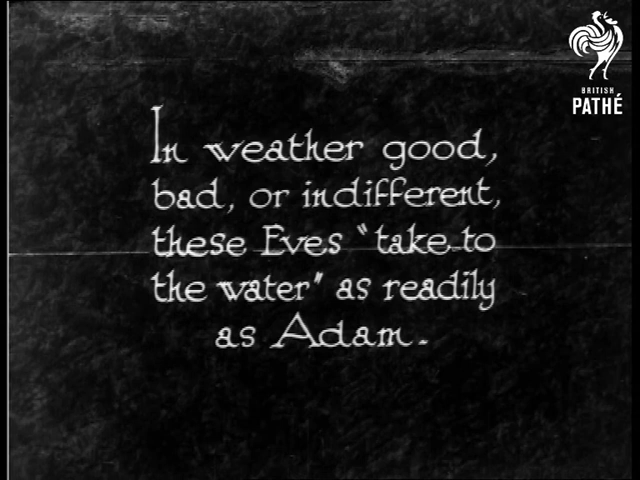 BRITISH
PATHÉ
In weather good,
bad, or indifferent,
these Eves "take to
the water" as readily
as Adam.